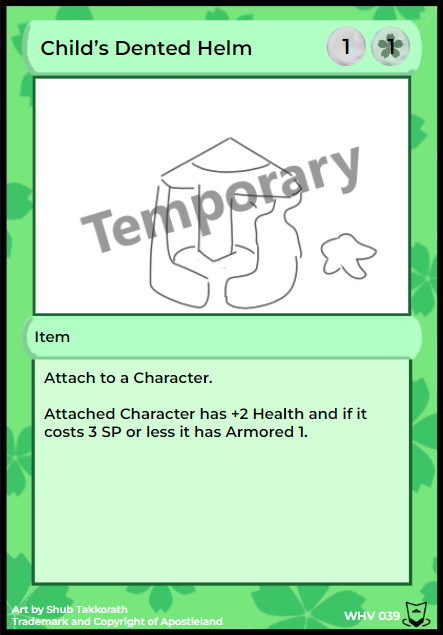 Child's Dented Helm
1 1
Temporary
Item
Attach to a Character.
Attached Character has +2 Health and if it
costs 3 SP or less it has Armored 1.
Art by Shub Takkorath
Trademark and Copyright of Apostleland
WHV 039